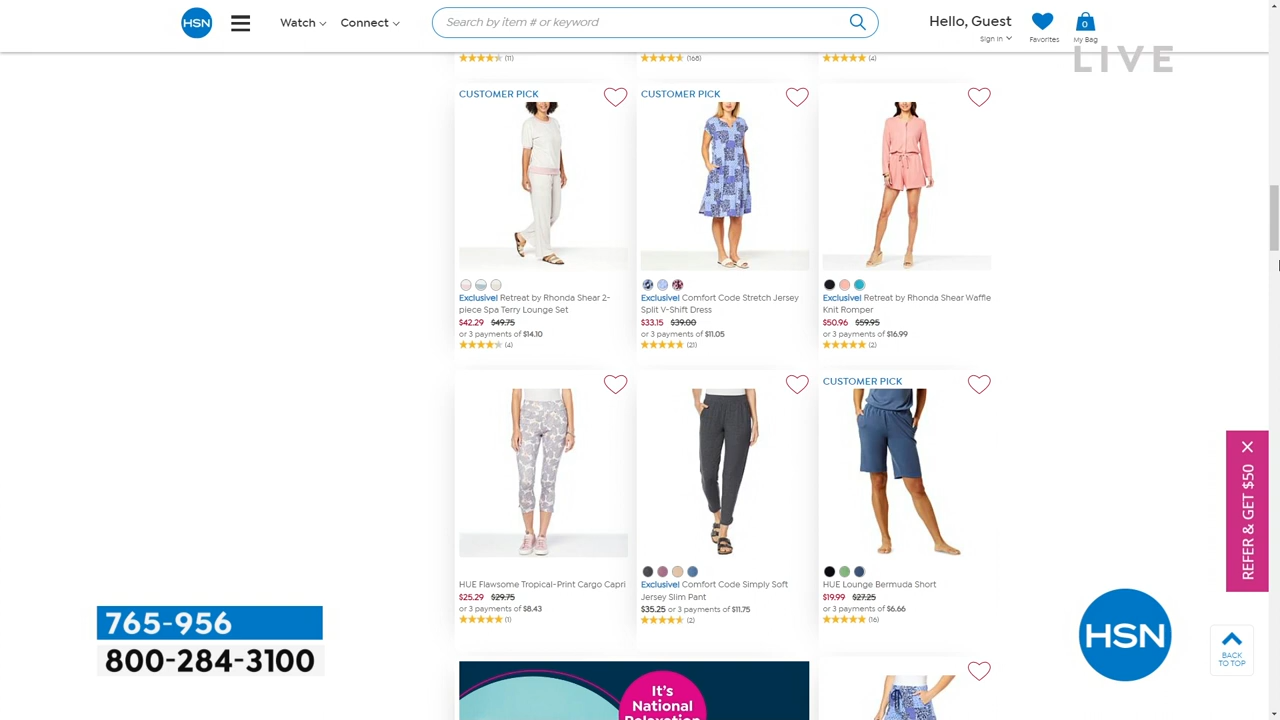 HSN
Watch
Connect
Search by item # or keyword
Hello, Guest
Sign In
Favorites
0
My Bag
LIVE
(11)
(168)
(4)
CUSTOMER PICK
CUSTOMER PICK
Exclusive! Retreat by Rhonda Shear 2-
piece Spa Terry Lounge Set
$42.29 $49.75
or 3 payments of $14.10
(4)
Exclusive! Comfort Code Stretch Jersey
Split V-Shift Dress
$33.15 $39.00
or 3 payments of $11.05
(21)
Exclusive! Retreat by Rhonda Shear Waffle
Knit Romper
$50.96 $59.95
or 3 payments of $16.99
(2)
CUSTOMER PICK
HUE Flawsome Tropical-Print Cargo Capri
$25.29 $29.75
or 3 payments of $8.43
(1)
Exclusive! Comfort Code Simply Soft
Jersey Slim Pant
$35.25 or 3 payments of $11.75
(2)
HUE Lounge Bermuda Short
$19.99 $27.25
or 3 payments of $6.66
(16)
REFER & GET $50
765-956
800-284-3100
HSN
BACK
TO TOP
It's
National
Relaxation